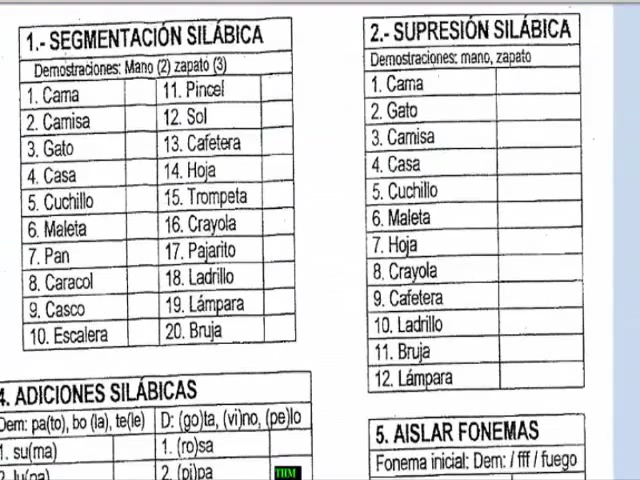 1.- SEGMENTACIÓN SILÁBICA
Demostraciones: Mano (2) zapato (3)
1. Cama
2. Camisa
3. Gato
4. Casa
5. Cuchillo
6. Maleta
7. Pan
8. Caracol
9. Casco
10. Escalera
11. Pincel
12. Sol
13. Cafetera
14. Hoja
15. Trompeta
16. Crayola
17. Pajarito
18. Ladrillo
19. Lámpara
20. Bruja
2.- SUPRESIÓN SILÁBICA
Demostraciones: mano, zapato
1. Cama
2. Gato
3. Camisa
4. Casa
5. Cuchillo
6. Maleta
7. Hoja
8. Crayola
9. Cafetera
10. Ladrillo
11. Bruja
12. Lámpara
4. ADICIONES SILÁBICAS
Dem: pa(to), bo (la), te(le)
1. su(ma)
2. lu(na)
D: (go)ta, (vi)no, (pe)lo
1. (ro)sa
2. (pi)pa
5. AISLAR FONEMAS
Fonema inicial: Dem: / fff / fuego